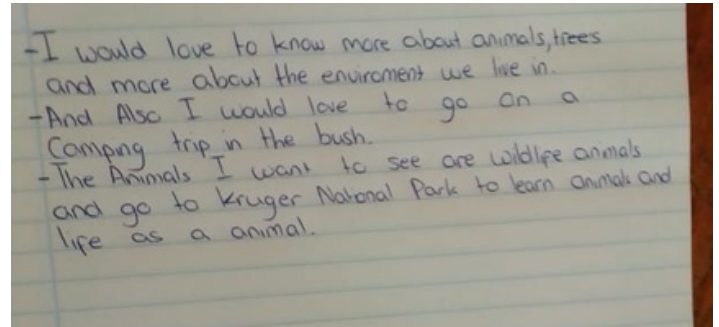 -I would love to know more about animals,trees
and more about the enviroment we live in.
-And Also I would love to go on a
Camping trip in the bush.
-The Animals I want to see are wildlife animals
and go to Kruger National Park to learn animals and
life as a animal.